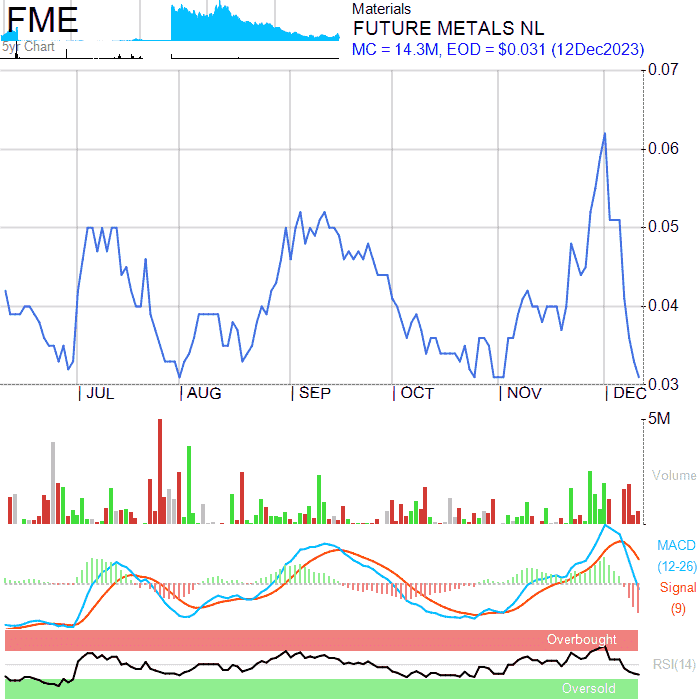 FME
5yr Chart
Materials
FUTURE METALS NL
MC = 14.3M, EOD = $0.031 (12Dec2023)
0.07
0.06
0.05
0.04
0.03
JUL AUG SEP OCT NOV DEC
5M
Volume
MACD
(12-26)
Signal
(9)
Overbought
RSI(14)
Oversold